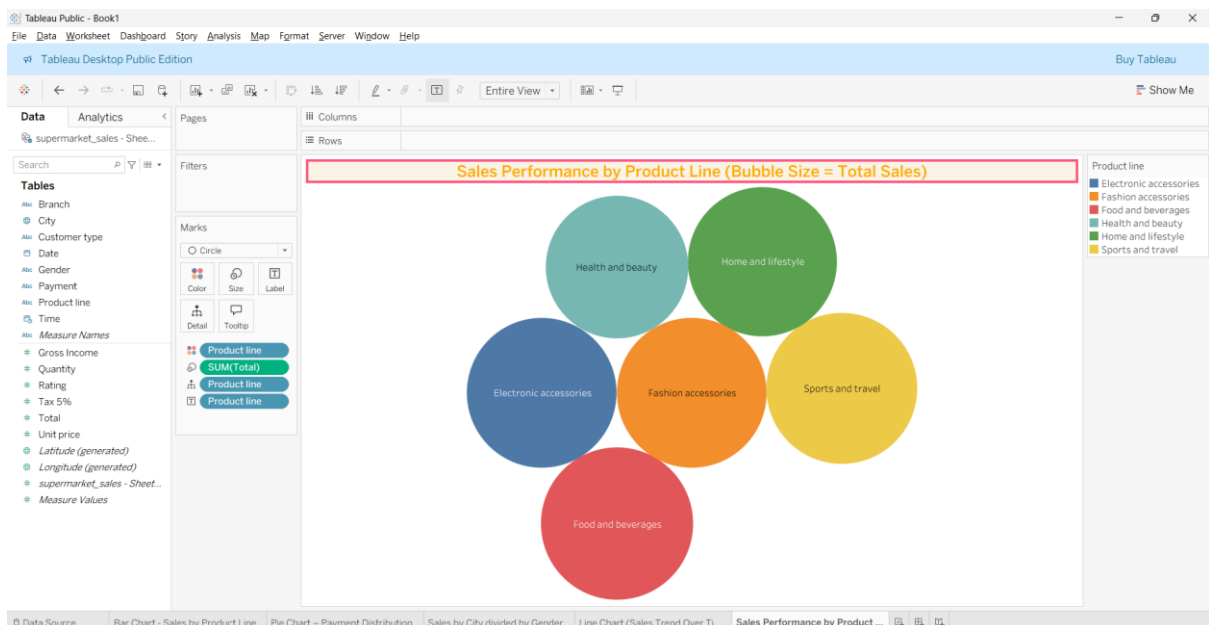 Tableau Public - Book1
File Data Worksheet Dashboard Story Analysis Map Format Server Window Help
Tableau Desktop Public Edition
Buy Tableau
Entire View
Show Me
Data Analytics
supermarket_sales - Shee...
Search
Tables
Abc Branch
City
Abc Customer type
Date
Abc Gender
Abc Payment
Abc Product line
Time
Abc Measure Names
# Gross Income
# Quantity
# Rating
# Tax 5%
# Total
# Unit price
Latitude (generated)
Longitude (generated)
# supermarket_sales - Sheet...
# Measure Values
Pages
Filters
Marks
Circle
Color Size Label
Detail Tooltip
Product line
SUM(Total)
Product line
Product line
Columns
Rows
Sales Performance by Product Line (Bubble Size = Total Sales)
Health and beauty
Home and lifestyle
Electronic accessories
Fashion accessories
Sports and travel
Food and beverages
Product line
Electronic accessories
Fashion accessories
Food and beverages
Health and beauty
Home and lifestyle
Sports and travel
Data Source Bar Chart - Sales by Product Line Pie Chart – Payment Distribution Sales by City divided by Gender Line Chart (Sales Trend Over Ti... Sales Performance by Product ...